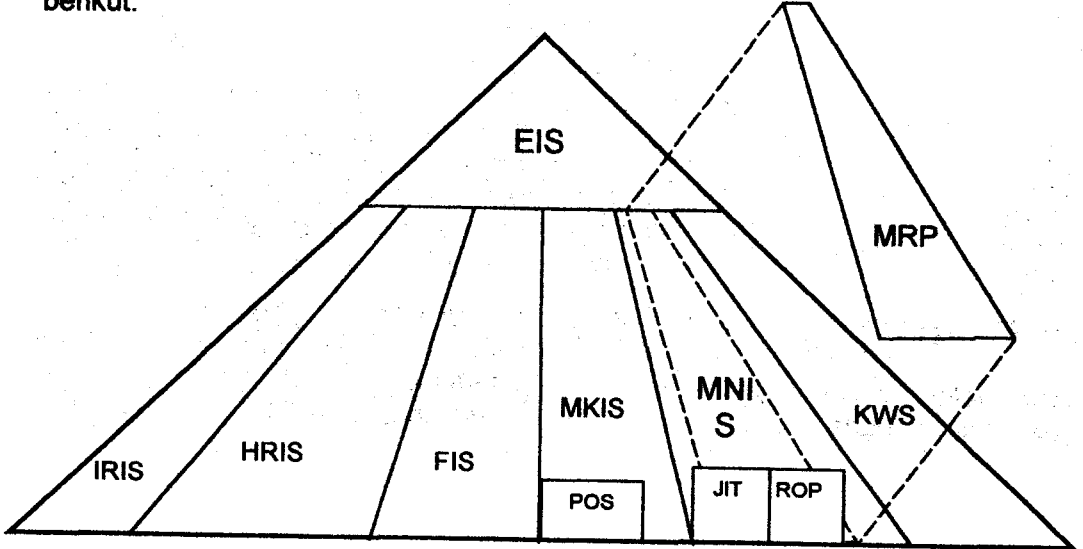 berikut:
EIS
MRP
MNI
S
MKIS
KWS
HRIS
FIS
IRIS
POS
JIT
ROP